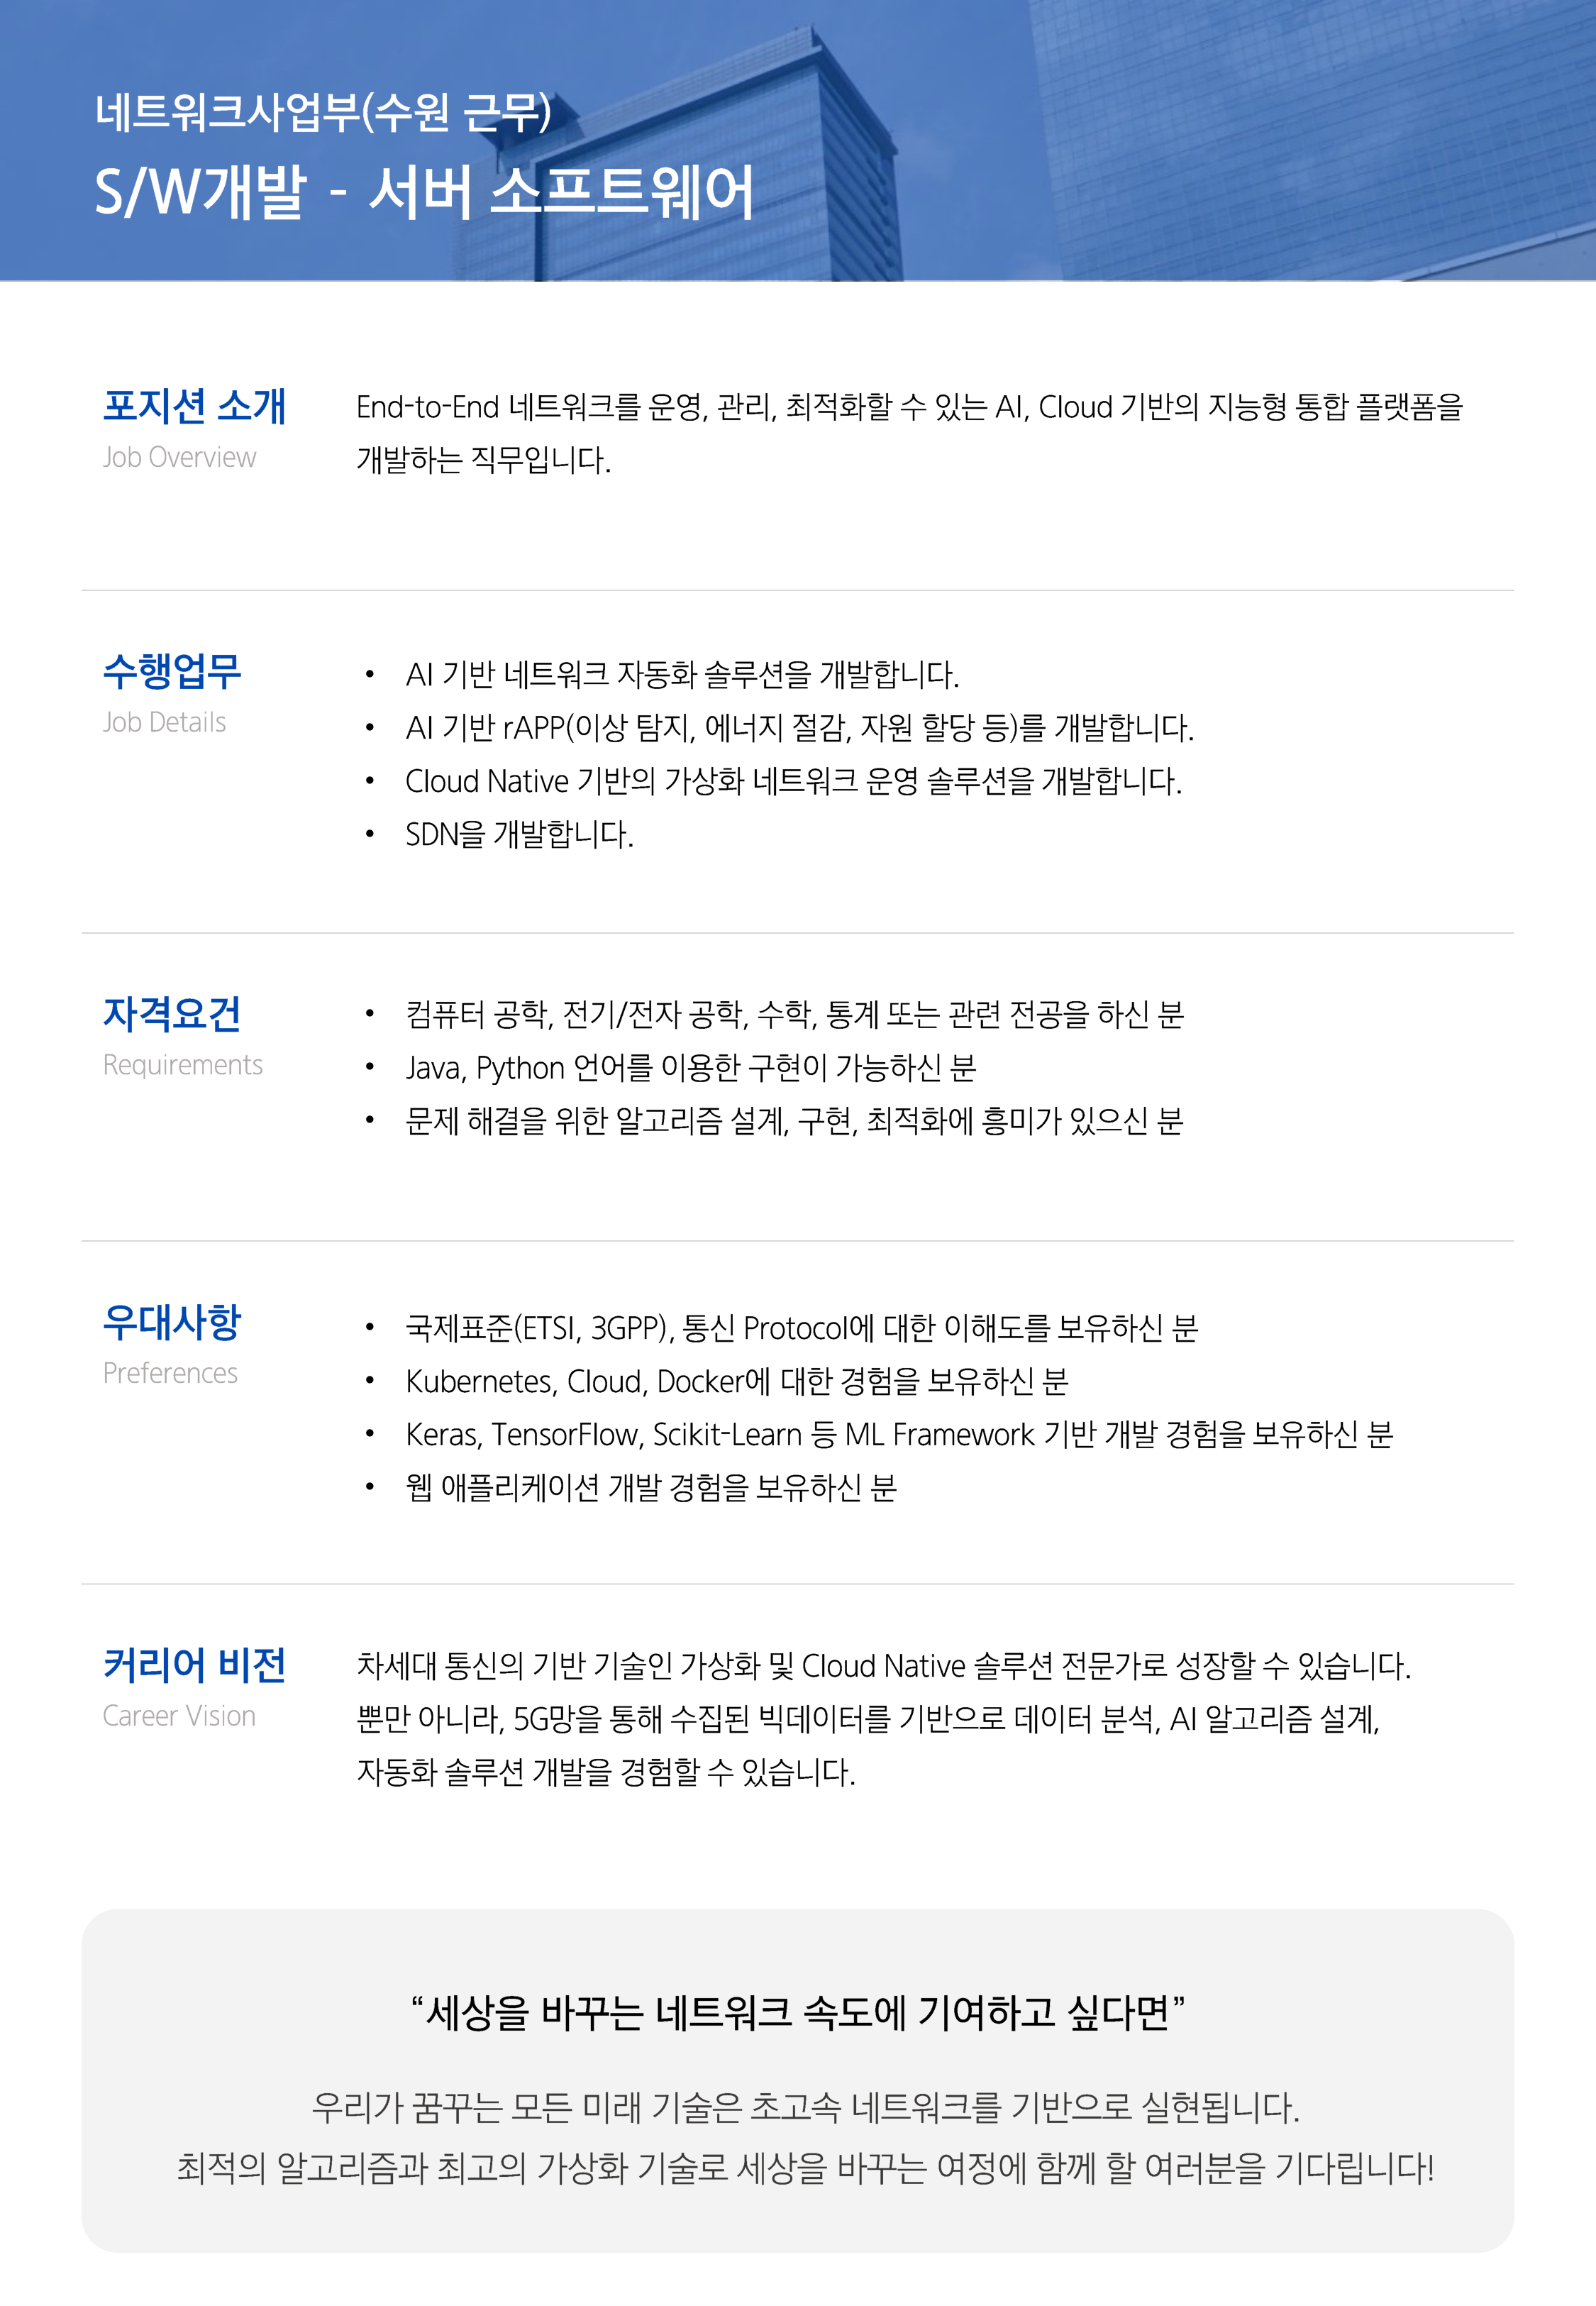 네트워크사업부(수원 근무)
S/W개발 - 서버 소프트웨어
포지션 소개
Job Overview
End-to-End 네트워크를 운영, 관리, 최적화할 수 있는 AI, Cloud 기반의 지능형 통합 플랫폼을
개발하는 직무입니다.
수행업무
Job Details
• AI 기반 네트워크 자동화 솔루션을 개발합니다.
• AI 기반 rAPP(이상 탐지, 에너지 절감, 자원 할당 등)를 개발합니다.
• Cloud Native 기반의 가상화 네트워크 운영 솔루션을 개발합니다.
• SDN을 개발합니다.
자격요건
Requirements
• 컴퓨터 공학, 전기/전자 공학, 수학, 통계 또는 관련 전공을 하신 분
• Java, Python 언어를 이용한 구현이 가능하신 분
• 문제 해결을 위한 알고리즘 설계, 구현, 최적화에 흥미가 있으신 분
우대사항
Preferences
• 국제표준(ETSI, 3GPP), 통신 Protocol에 대한 이해도를 보유하신 분
• Kubernetes, Cloud, Docker에 대한 경험을 보유하신 분
• Keras, TensorFlow, Scikit-Learn 등 ML Framework 기반 개발 경험을 보유하신 분
• 웹 애플리케이션 개발 경험을 보유하신 분
커리어 비전
Career Vision
차세대 통신의 기반 기술인 가상화 및 Cloud Native 솔루션 전문가로 성장할 수 있습니다.
뿐만 아니라, 5G망을 통해 수집된 빅데이터를 기반으로 데이터 분석, AI 알고리즘 설계,
자동화 솔루션 개발을 경험할 수 있습니다.
“세상을 바꾸는 네트워크 속도에 기여하고 싶다면”
우리가 꿈꾸는 모든 미래 기술은 초고속 네트워크를 기반으로 실현됩니다.
최적의 알고리즘과 최고의 가상화 기술로 세상을 바꾸는 여정에 함께 할 여러분을 기다립니다!